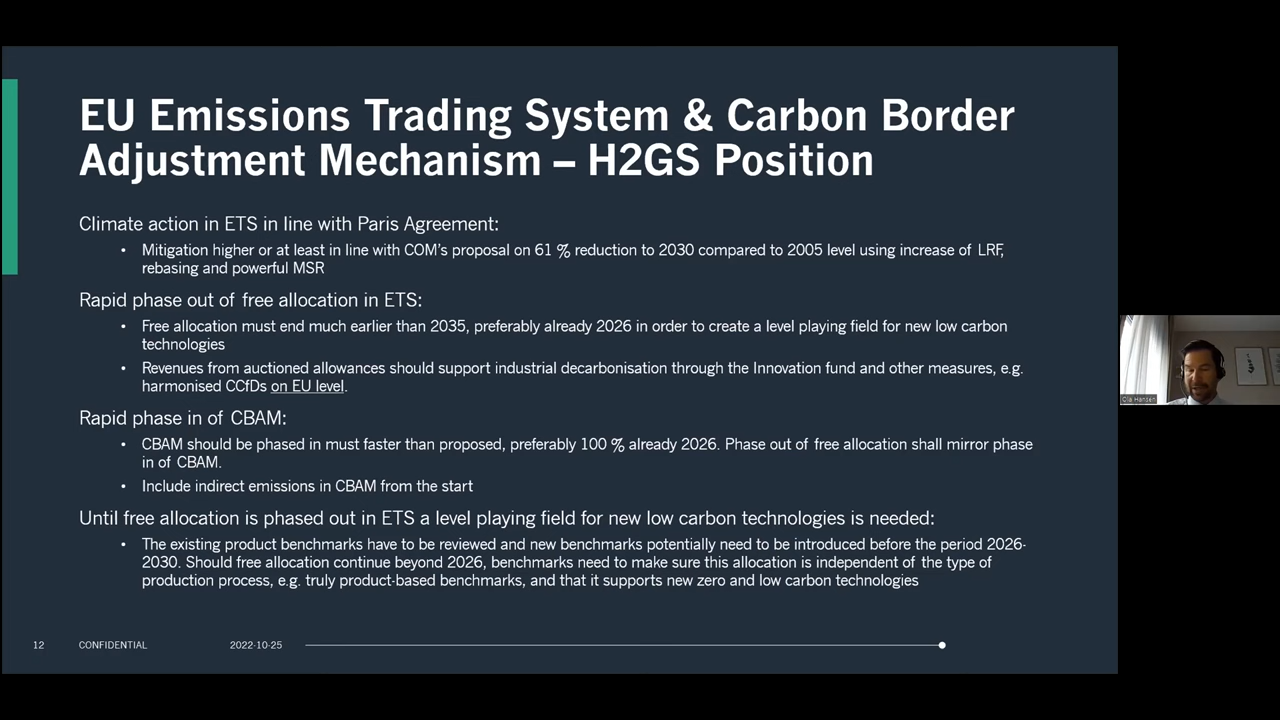 EU Emissions Trading System & Carbon Border
Adjustment Mechanism – H2GS Position
Climate action in ETS in line with Paris Agreement:
• Mitigation higher or at least in line with COM's proposal on 61 % reduction to 2030 compared to 2005 level using increase of LRF,
rebasing and powerful MSR
Rapid phase out of free allocation in ETS:
• Free allocation must end much earlier than 2035, preferably already 2026 in order to create a level playing field for new low carbon
technologies
• Revenues from auctioned allowances should support industrial decarbonisation through the Innovation fund and other measures, e.g.
harmonised CCfDs on EU level.
Rapid phase in of CBAM:
• CBAM should be phased in must faster than proposed, preferably 100 % already 2026. Phase out of free allocation shall mirror phase
in of CBAM.
• Include indirect emissions in CBAM from the start
Until free allocation is phased out in ETS a level playing field for new low carbon technologies is needed:
• The existing product benchmarks have to be reviewed and new benchmarks potentially need to be introduced before the period 2026-
2030. Should free allocation continue beyond 2026, benchmarks need to make sure this allocation is independent of the type of
production process, e.g. truly product-based benchmarks, and that it supports new zero and low carbon technologies
12 CONFIDENTIAL 2022-10-25
Ola Hansén